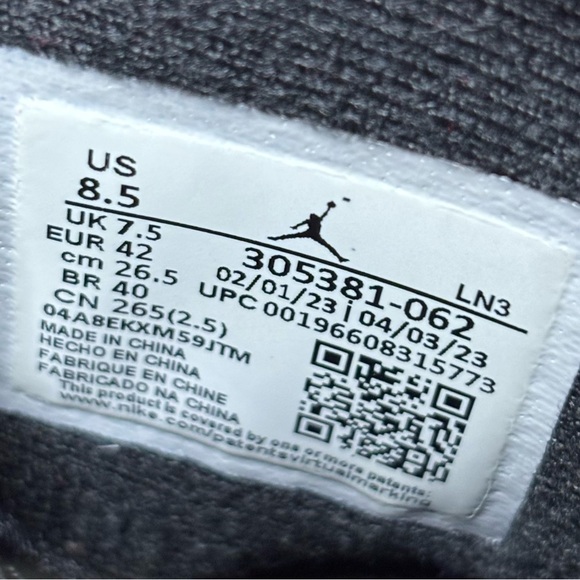 US
8.5
UK 7.5
EUR 42
cm 26.5
BR 40
CN 265(2.5)
04A8EKXM59JTM
MADE IN CHINA
HECHO EN CHINA
FABRIQUE EN CHINE
FABRICADO NA CHINA
This product is covered by one or more patents:
www.nike.com/patentsvirtualmarking
LN3
305381-062
02/01/23 | 04/03/23
UPC 00196608315773